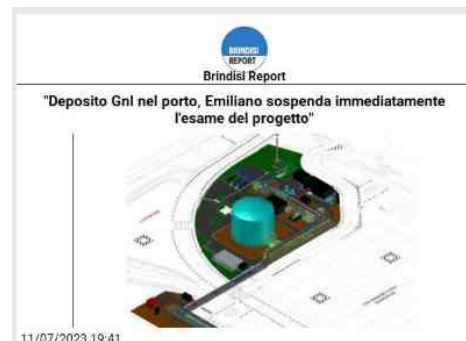 BRINDISI
REPORT
Brindisi Report
"Deposito Gnl nel porto, Emiliano sospenda immediatamente
l'esame del progetto"
11/07/2023 19:41